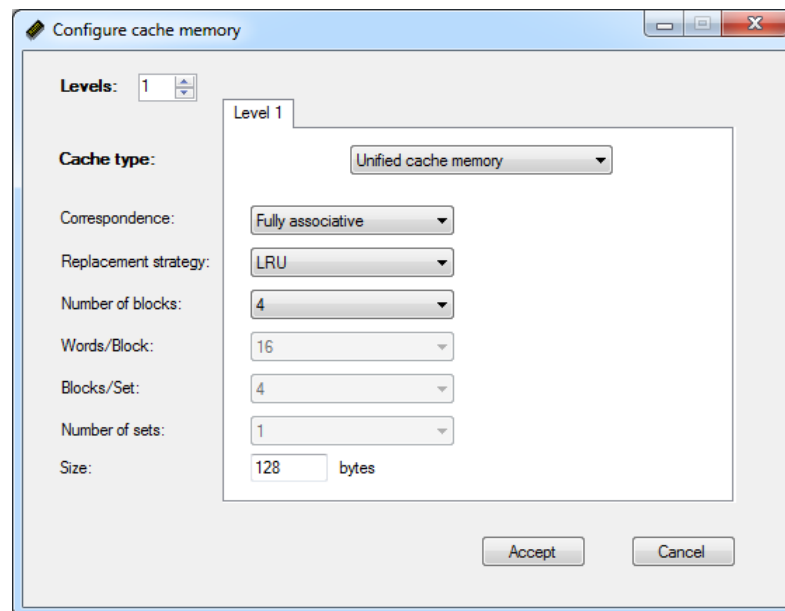 Configure cache memory
Levels: 1
Level 1
Cache type: Unified cache memory
Correspondence: Fully associative
Replacement strategy: LRU
Number of blocks: 4
Words/Block: 16
Blocks/Set: 4
Number of sets: 1
Size: 128 bytes
Accept Cancel